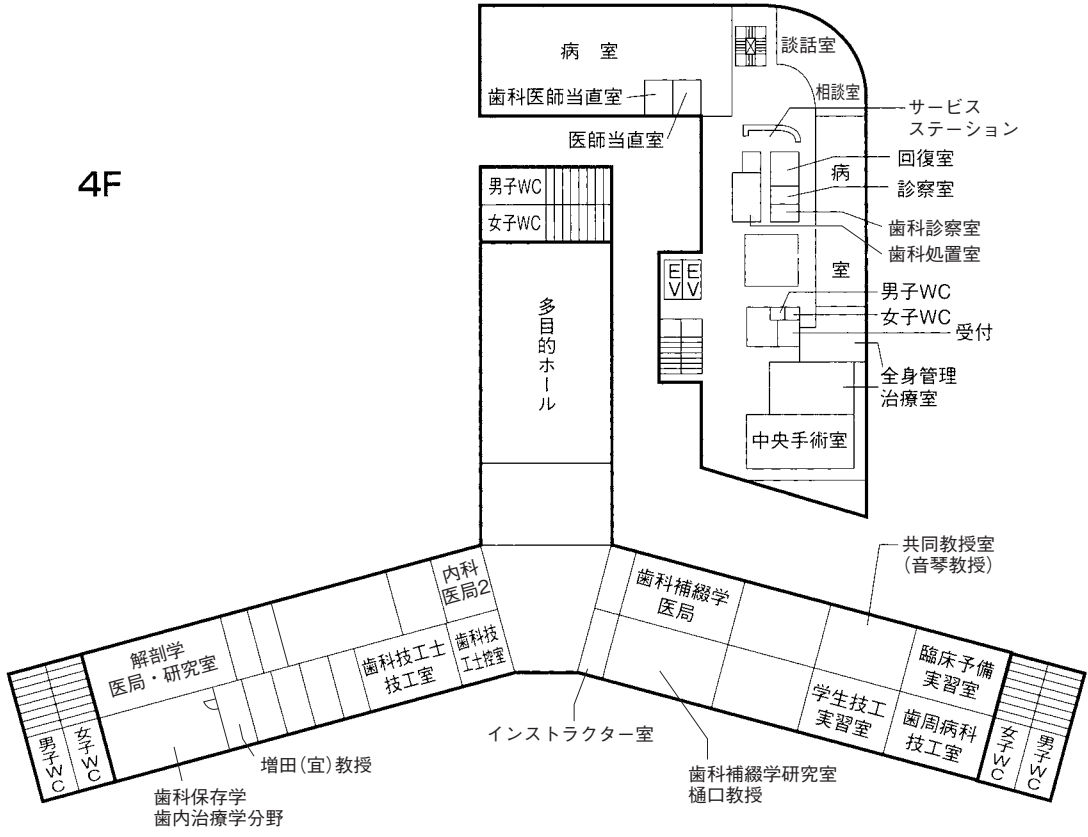 4F
病 室
談話室
歯科医師当直室
相談室
サービス
ステーション
医師当直室
回復室
男子WC
病
診察室
女子WC
歯科診察室
歯科処置室
EV
EV
室
男子WC
女子WC
受付
多目的ホール
全身管理
治療室
中央手術室
共同教授室
(音琴教授)
内科
医局2
歯科補綴学
医局
解剖学
医局・研究室
歯科技工士
技工室
歯科技
工士控室
臨床予備
実習室
学生技工
実習室
歯周病科
技工室
男子WC
女子WC
女子WC
男子WC
インストラクター室
増田(宜)教授
歯科補綴学研究室
樋口教授
歯科保存学
歯内治療学分野